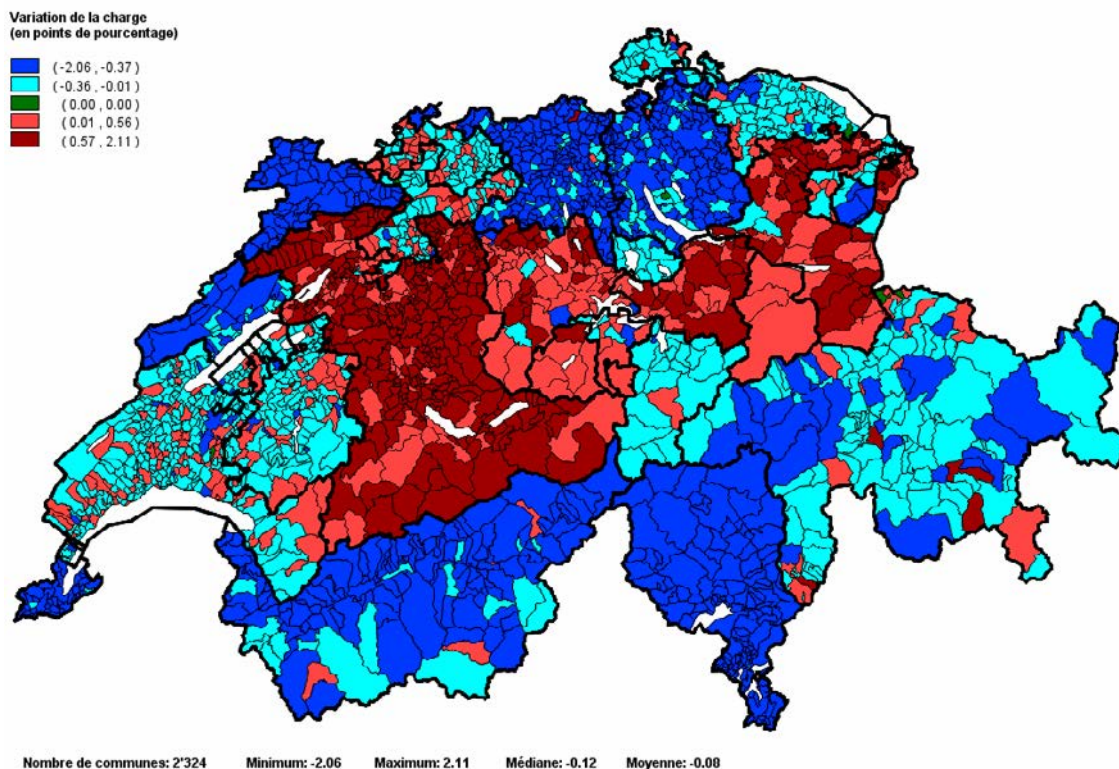 Variation de la charge
(en points de pourcentage)
(-2.06 , -0.37)
(-0.36 , -0.01)
(0.00 , 0.00)
(0.01 , 0.56)
(0.57 , 2.11)
Nombre de communes: 2'324 Minimum: -2.06 Maximum: 2.11 Médiane: -0.12 Moyenne: -0.08